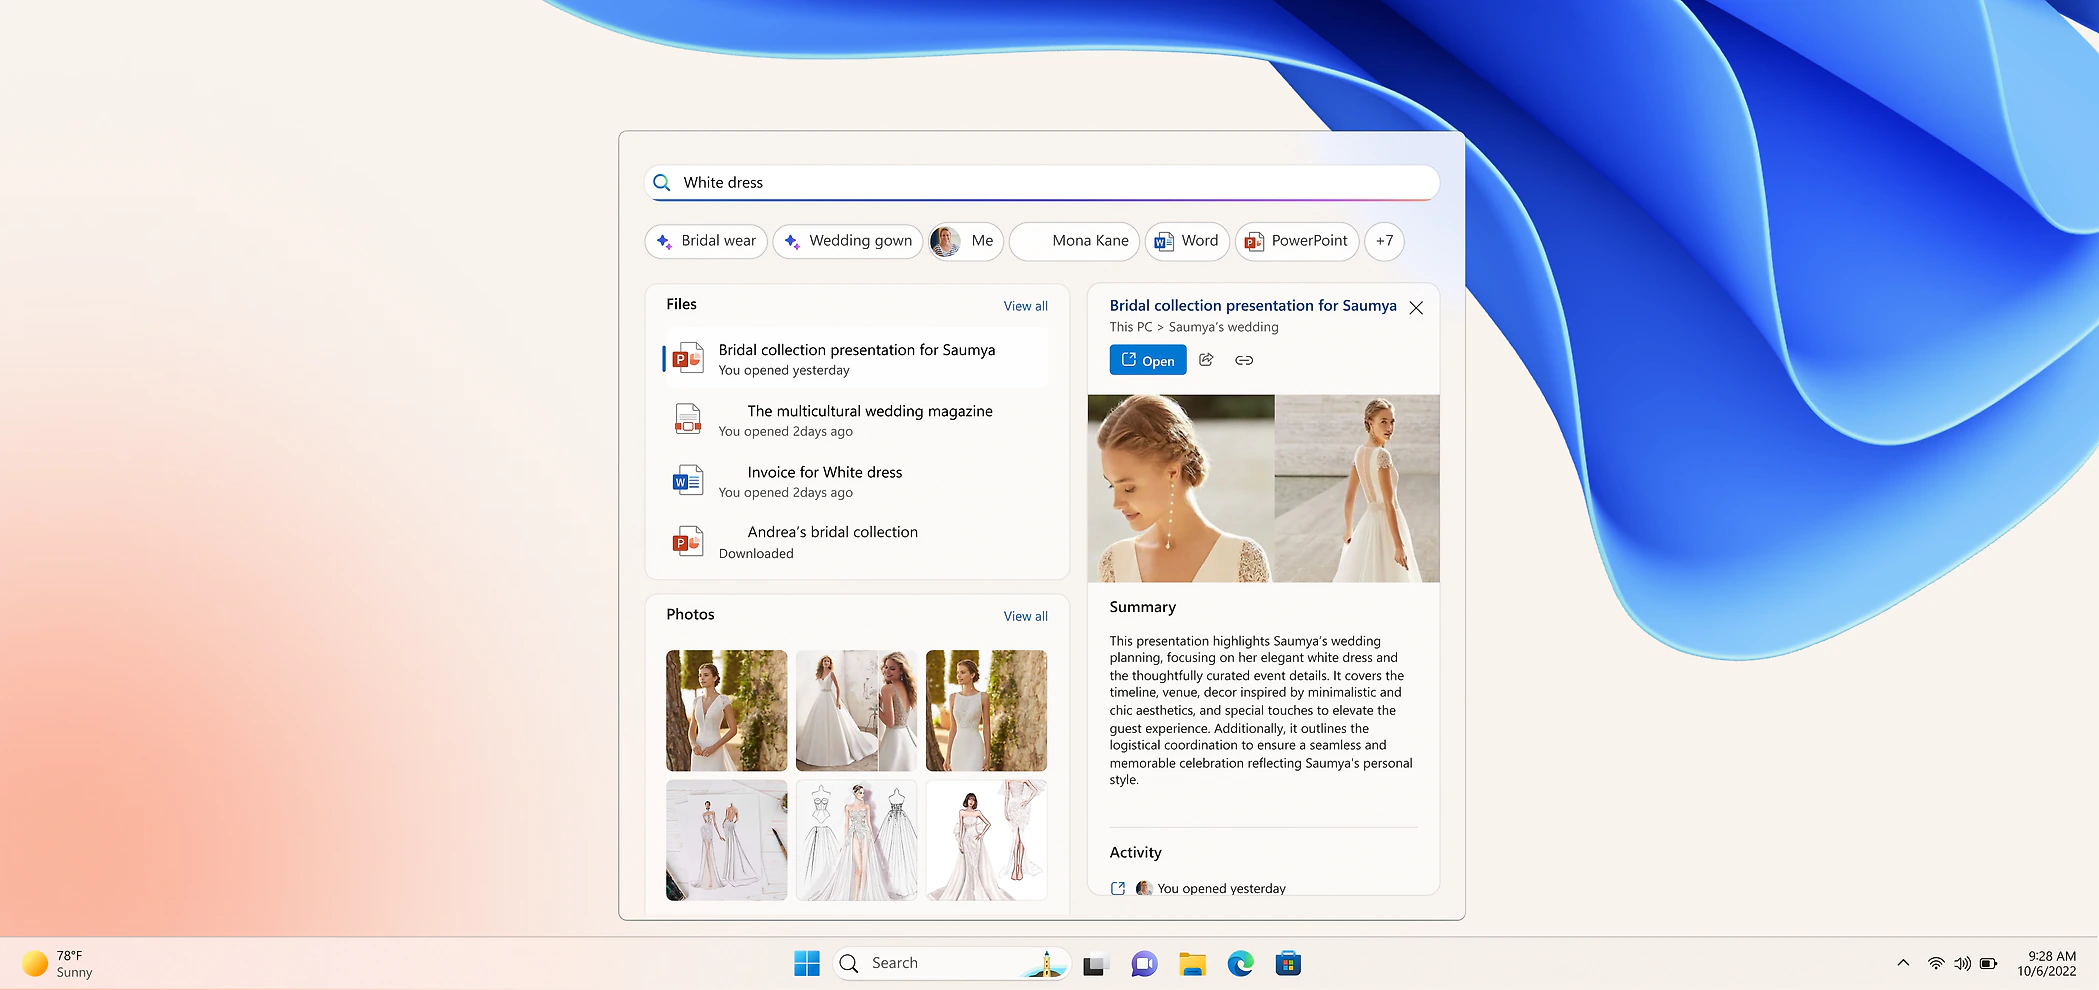 White dress
Bridal wear
Wedding gown
Me
Mona Kane
Word
PowerPoint
+7
Files
View all
Bridal collection presentation for Saumya
You opened yesterday
The multicultural wedding magazine
You opened 2days ago
Invoice for White dress
You opened 2days ago
Andrea's bridal collection
Downloaded
Photos
View all
Bridal collection presentation for Saumya
This PC > Saumya's wedding
Open
Summary
This presentation highlights Saumya's wedding
planning, focusing on her elegant white dress and
the thoughtfully curated event details. It covers the
timeline, venue, decor inspired by minimalistic and
chic aesthetics, and special touches to elevate the
guest experience. Additionally, it outlines the
logistical coordination to ensure a seamless and
memorable celebration reflecting Saumya's personal
style.
Activity
You opened yesterday
78°F
Sunny
Search
9:28 AM
10/6/2022